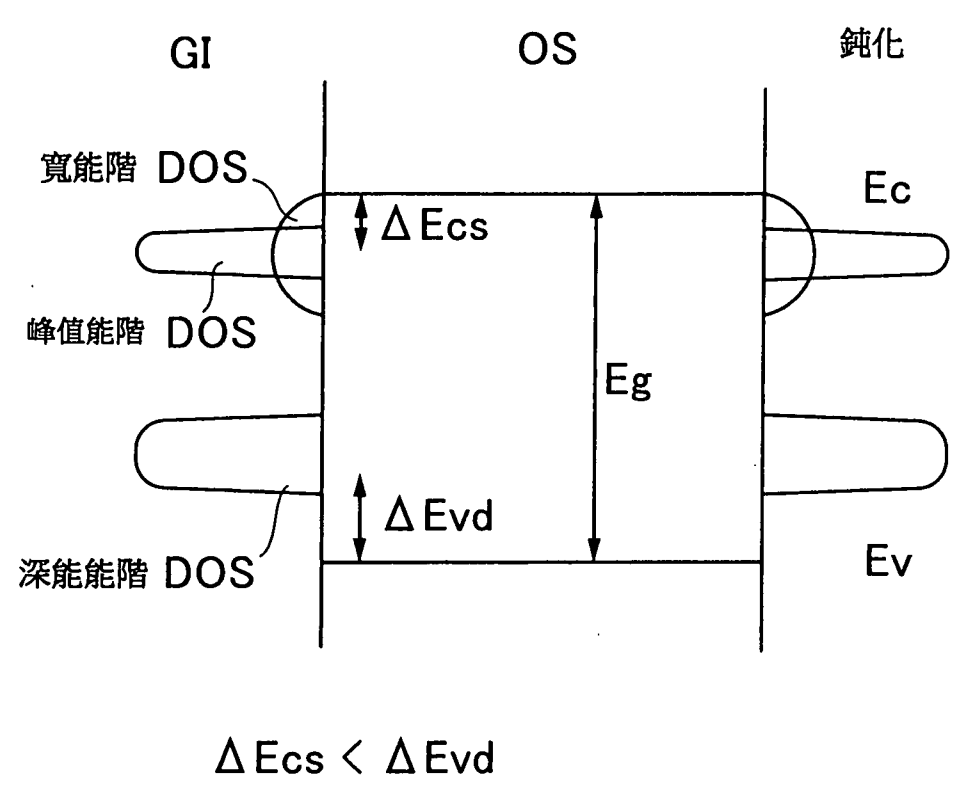 GI
OS
鈍化
寬能階 DOS
Ec
ΔEcs
峰值能階 DOS
Eg
ΔEvd
深能能階 DOS
Ev
ΔEcs < ΔEvd